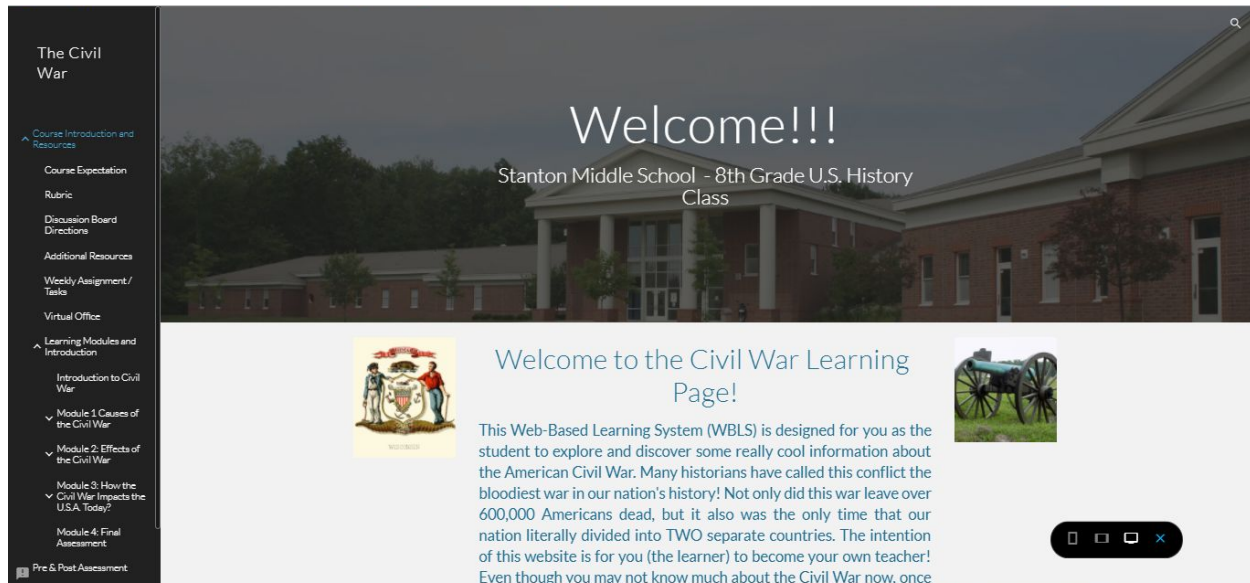 The Civil
War
Course Introduction and
Resources
Course Expectation
Rubric
Discussion Board
Directions
Additional Resources
Weekly Assignment /
Tasks
Virtual Office
Learning Modules and
Introduction
Introduction to Civil
War
Module 1 Causes of
the Civil War
Module 2: Effects of
the Civil War
Module 3: How the
Civil War Impacts the
U.S.A. Today?
Module 4: Final
Assessment
Pre & Post Assessment
Welcome!!!
Stanton Middle School - 8th Grade U.S. History
Class
Welcome to the Civil War Learning
Page!
This Web-Based Learning System (WBLS) is designed for you as the
student to explore and discover some really cool information about
the American Civil War. Many historians have called this conflict the
bloodiest war in our nation's history! Not only did this war leave over
600,000 Americans dead, but it also was the only time that our
nation literally divided into TWO separate countries. The intention
of this website is for you (the learner) to become your own teacher!
Even though you may not know much about the Civil War now, once